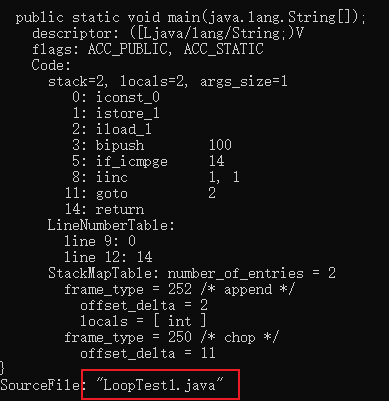 public static void main(java.lang.String[]);
descriptor: ([Ljava/lang/String;)V
flags: ACC_PUBLIC, ACC_STATIC
Code:
stack=2, locals=2, args_size=1
0: iconst_0
1: istore_1
2: iload_1
3: bipush 100
5: if_icmpge 14
8: iinc 1, 1
11: goto 2
14: return
LineNumberTable:
line 9: 0
line 12: 14
StackMapTable: number_of_entries = 2
frame_type = 252 /* append */
offset_delta = 2
locals = [ int ]
frame_type = 250 /* chop */
offset_delta = 11
}
SourceFile: "LoopTest1.java"